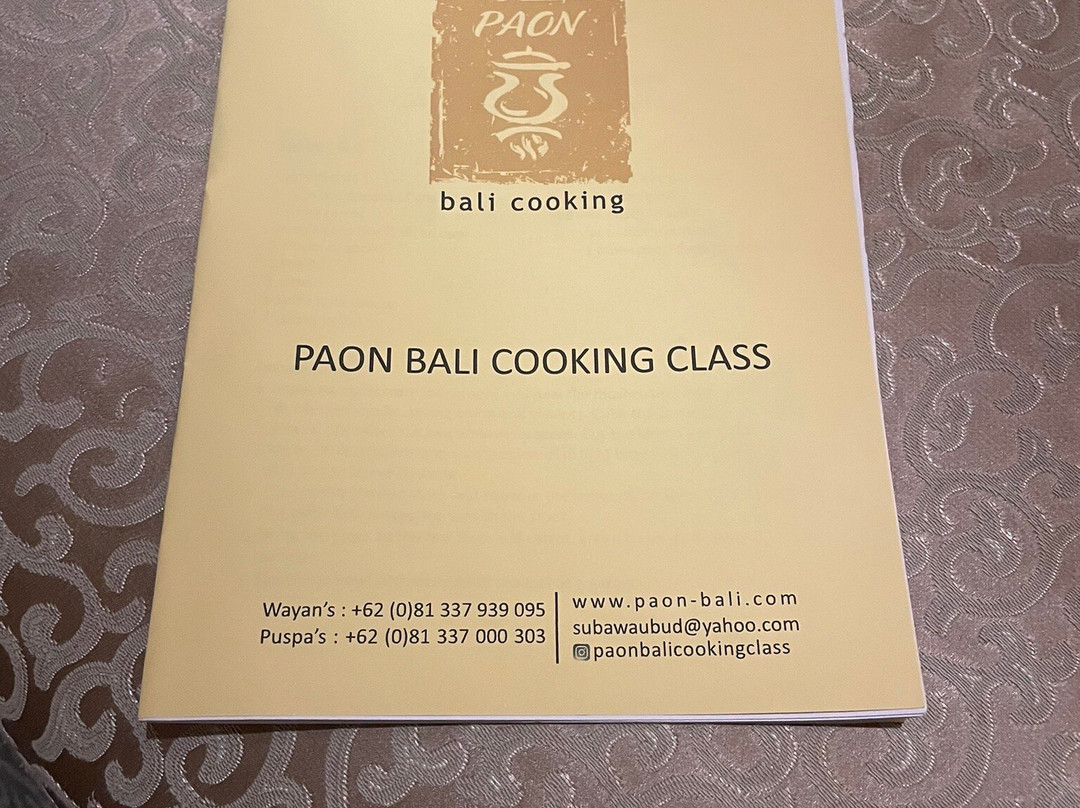 PAON
bali cooking
PAON BALI COOKING CLASS
Wayan's : +62 (0)81 337 939 095
Puspa's : +62 (0)81 337 000 303
www.paon-bali.com
subawaubud@yahoo.com
paonbalicookingclass